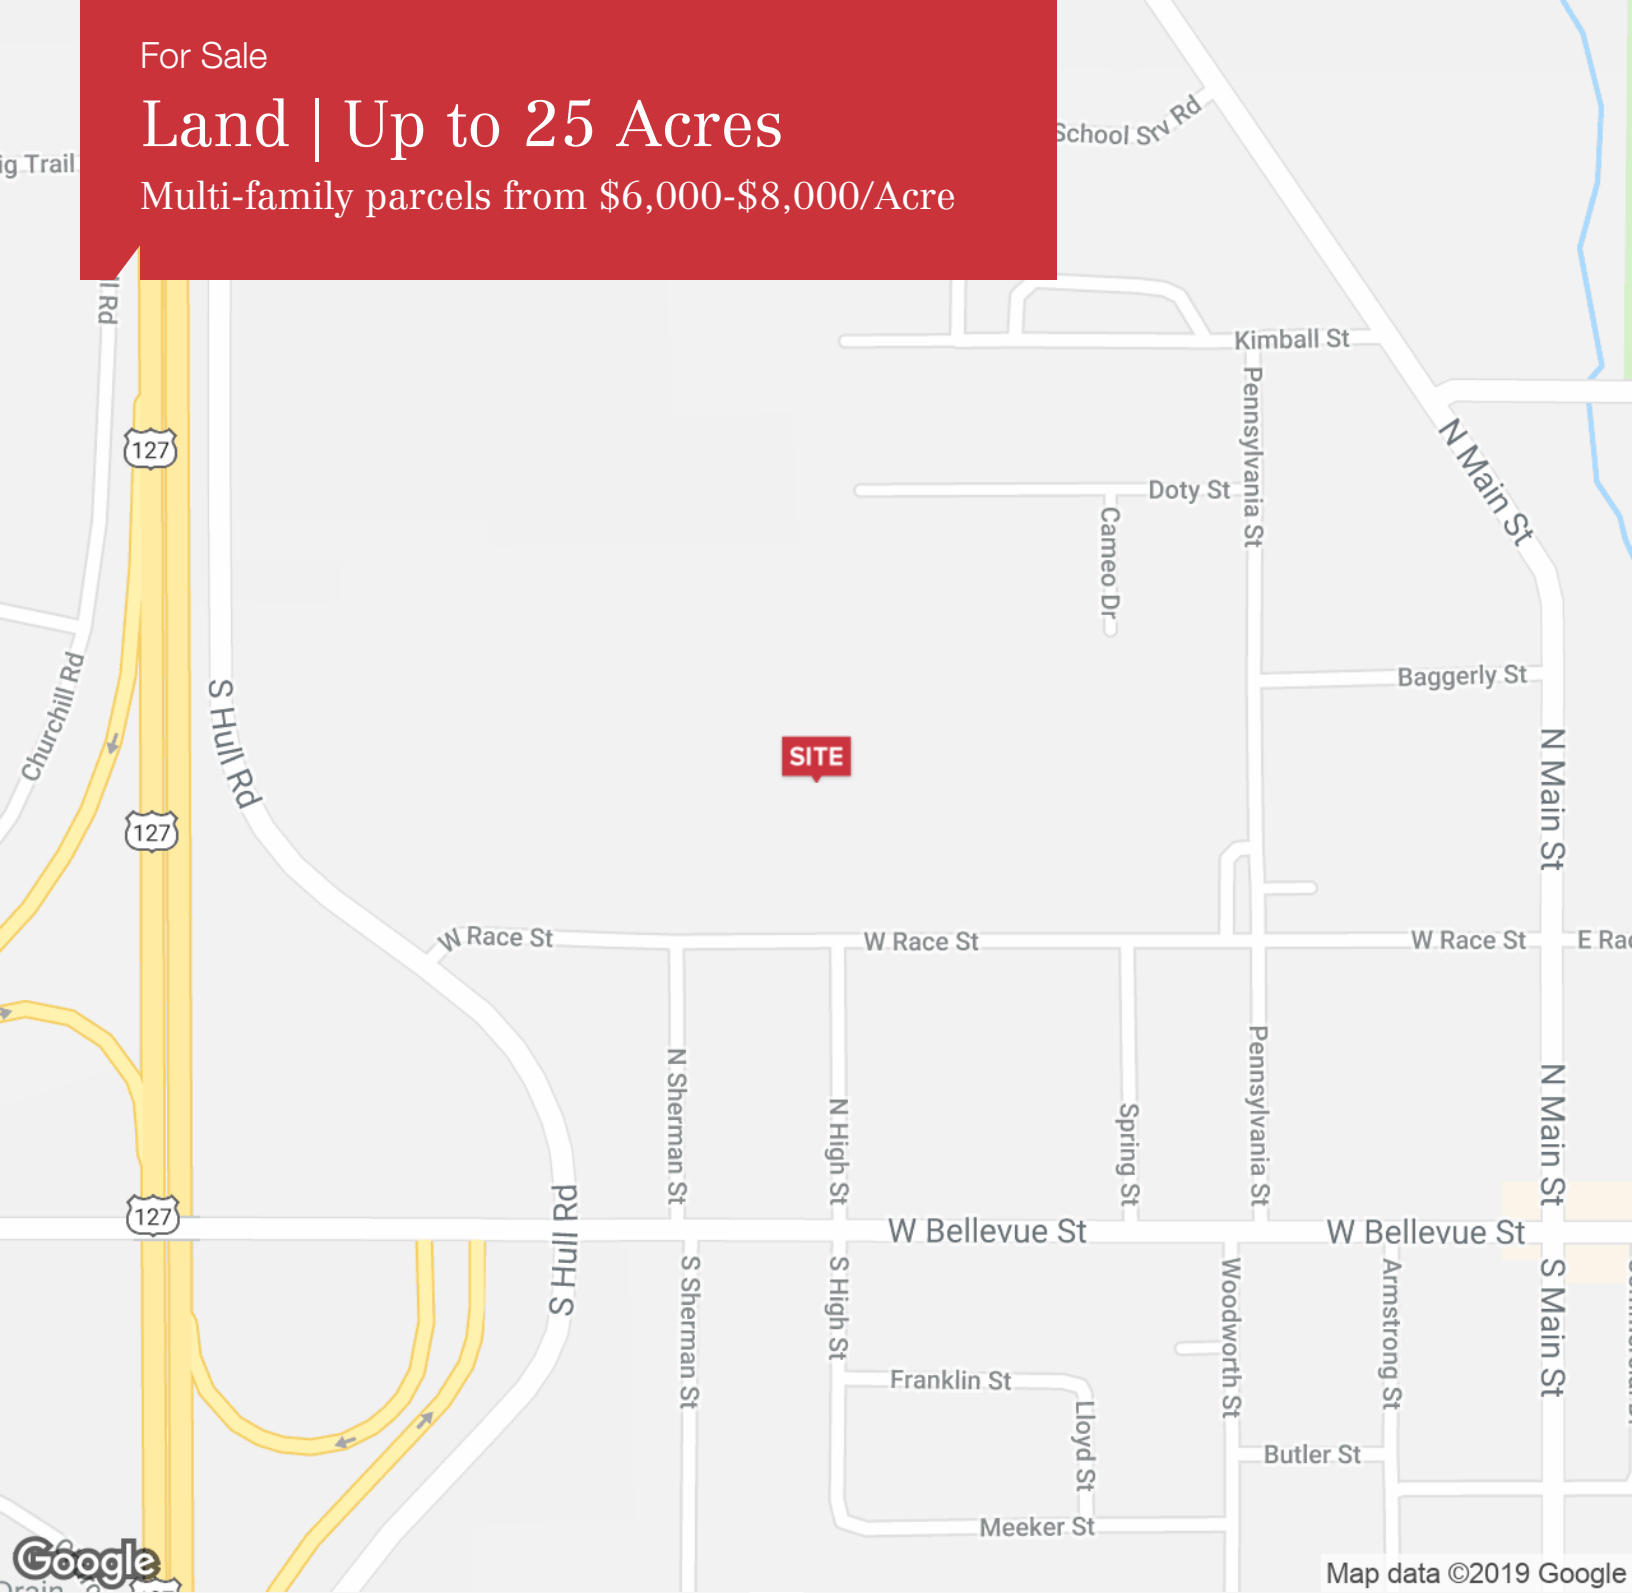 For Sale
Land | Up to 25 Acres
Multi-family parcels from $6,000-$8,000/Acre
School Srv Rd
ig Trail
ll Rd
Kimball St
Pennsylvania St
127
N Main St
Doty St
Cameo Dr
Churchill Rd
S Hull Rd
Baggerly St
SITE
N Main St
127
W Race St
W Race St
W Race St
E Rac
N Sherman St
N High St
Spring St
Pennsylvania St
N Main St
127
S Hull Rd
W Bellevue St
W Bellevue St
S Sherman St
S High St
Woodworth St
Armstrong St
S Main St
Franklin St
Lloyd St
Butler St
Meeker St
Google
Drain
Map data ©2019 Google